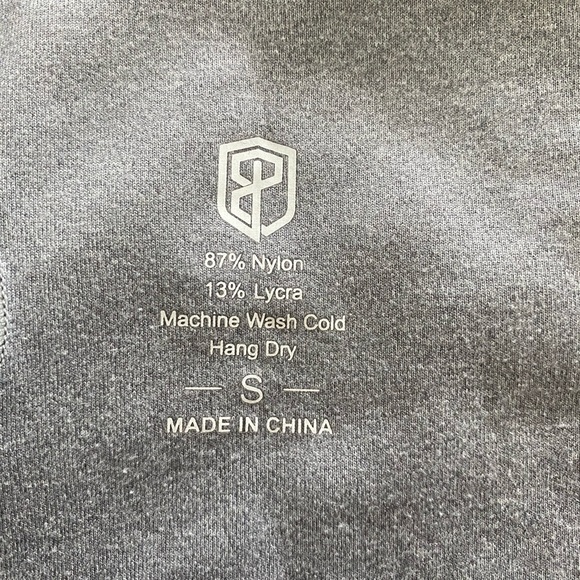 87% Nylon
13% Lycra
Machine Wash Cold
Hang Dry
S
MADE IN CHINA